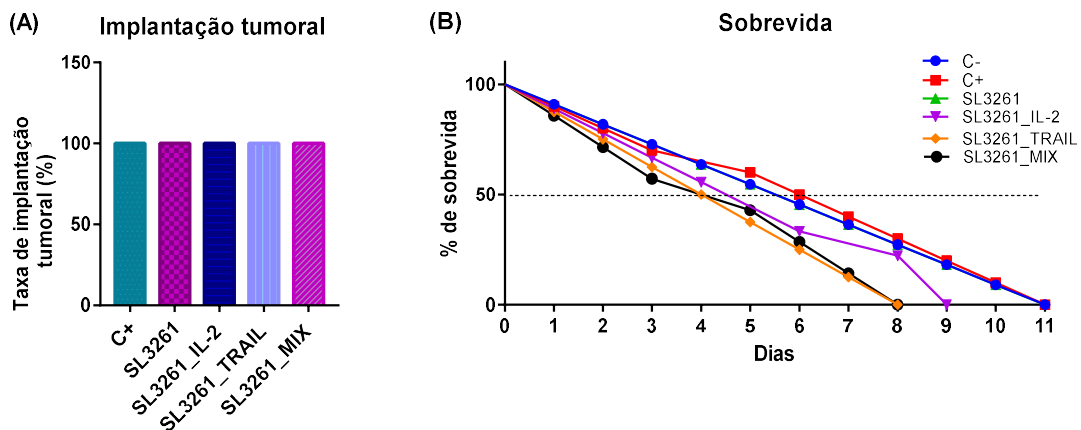 (A)
Implantação tumoral
Taxa de implantação
tumoral (%)
150
100
50
0
C+
SL3261
SL3261_IL-2
SL3261_TRAIL
SL3261_MIX
(B)
Sobrevida
% de sobrevida
100
50
0
0 1 2 3 4 5 6 7 8 9 10 11
Dias
C-
C+
SL3261
SL3261_IL-2
SL3261_TRAIL
SL3261_MIX